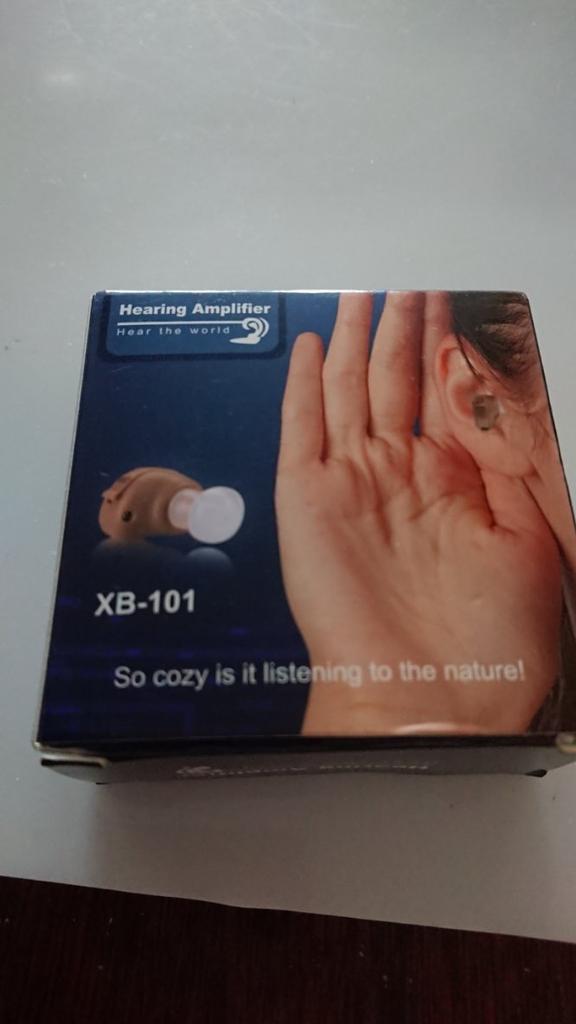 Hearing Amplifier
Hear the world
XB-101
So cozy is it listening to the nature!